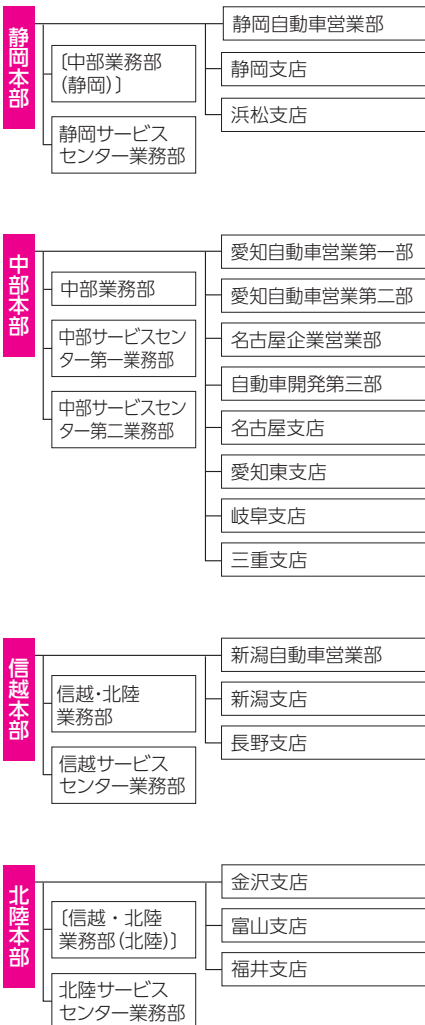 静岡本部
〔中部業務部
(静岡)〕
静岡サービス
センター業務部
静岡自動車営業部
静岡支店
浜松支店
中部本部
中部業務部
中部サービスセン
ター第一業務部
中部サービスセン
ター第二業務部
愛知自動車営業第一部
愛知自動車営業第二部
名古屋企業営業部
自動車開発第三部
名古屋支店
愛知東支店
岐阜支店
三重支店
信越本部
信越・北陸
業務部
信越サービス
センター業務部
新潟自動車営業部
新潟支店
長野支店
北陸本部
〔信越・北陸
業務部(北陸)〕
北陸サービス
センター業務部
金沢支店
富山支店
福井支店